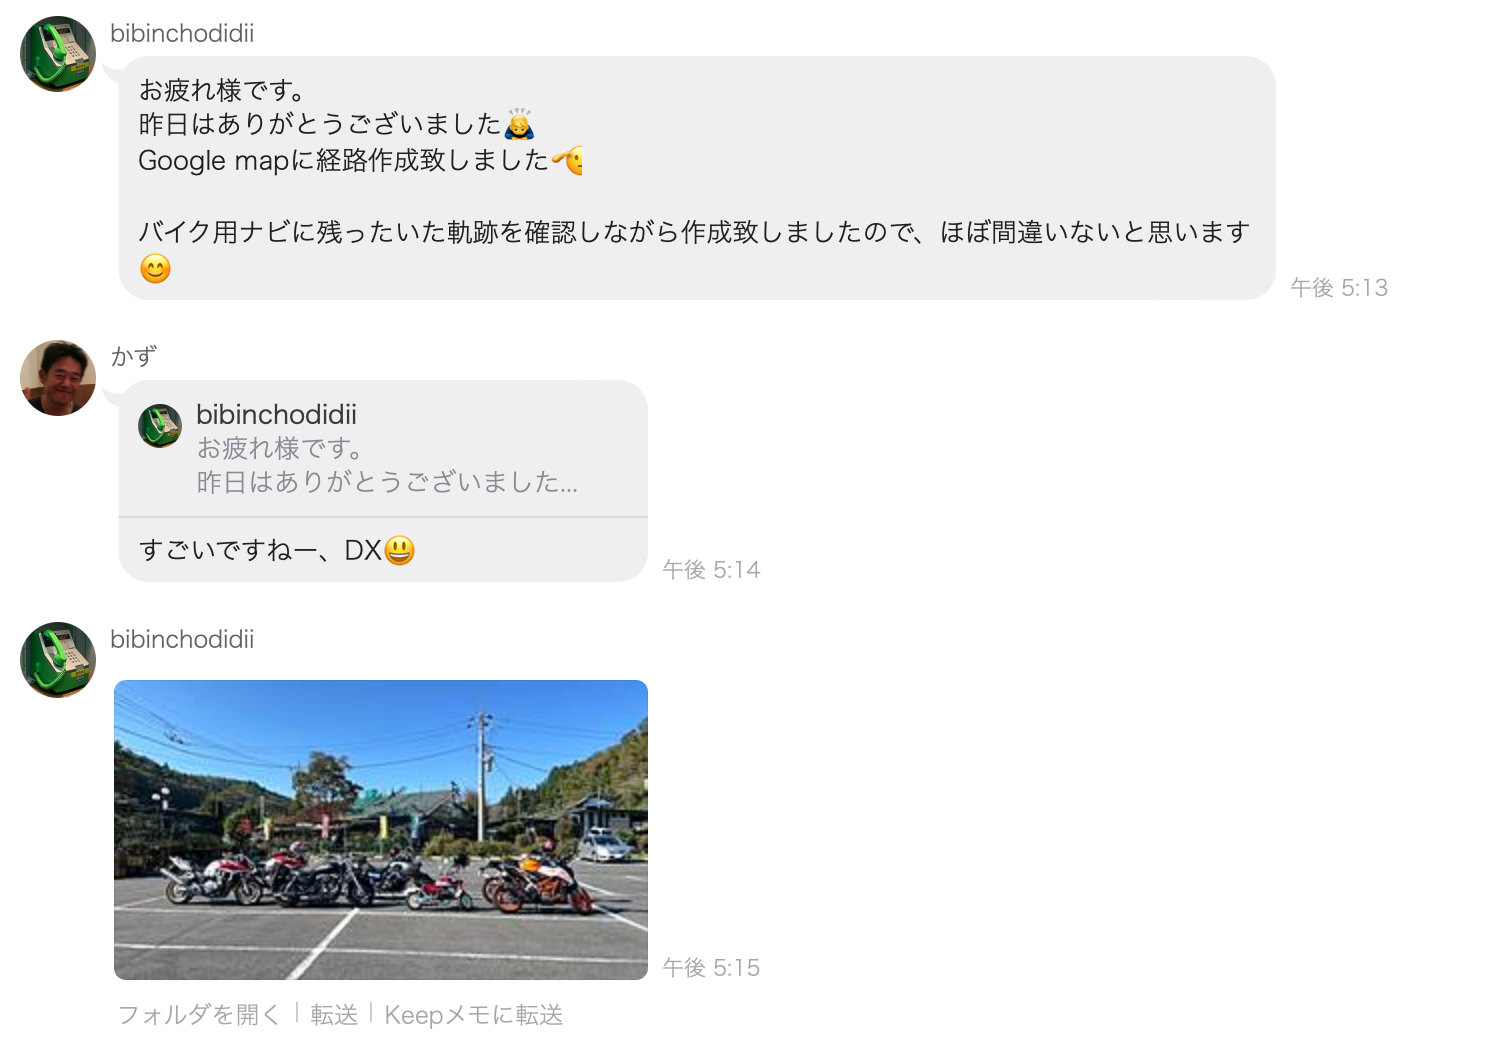 bibinchodidii
お疲れ様です。
昨日はありがとうございました🙇
Google mapに経路作成致しました🫡
バイク用ナビに残ったいた軌跡を確認しながら作成致しましたので、ほぼ間違いないと思います
😊
午後 5:13
かず
bibinchodidii
お疲れ様です。
昨日はありがとうございました...
すごいですねー、DX😃
午後 5:14
bibinchodidii
午後 5:15
フォルダを開く | 転送 | Keepメモに転送